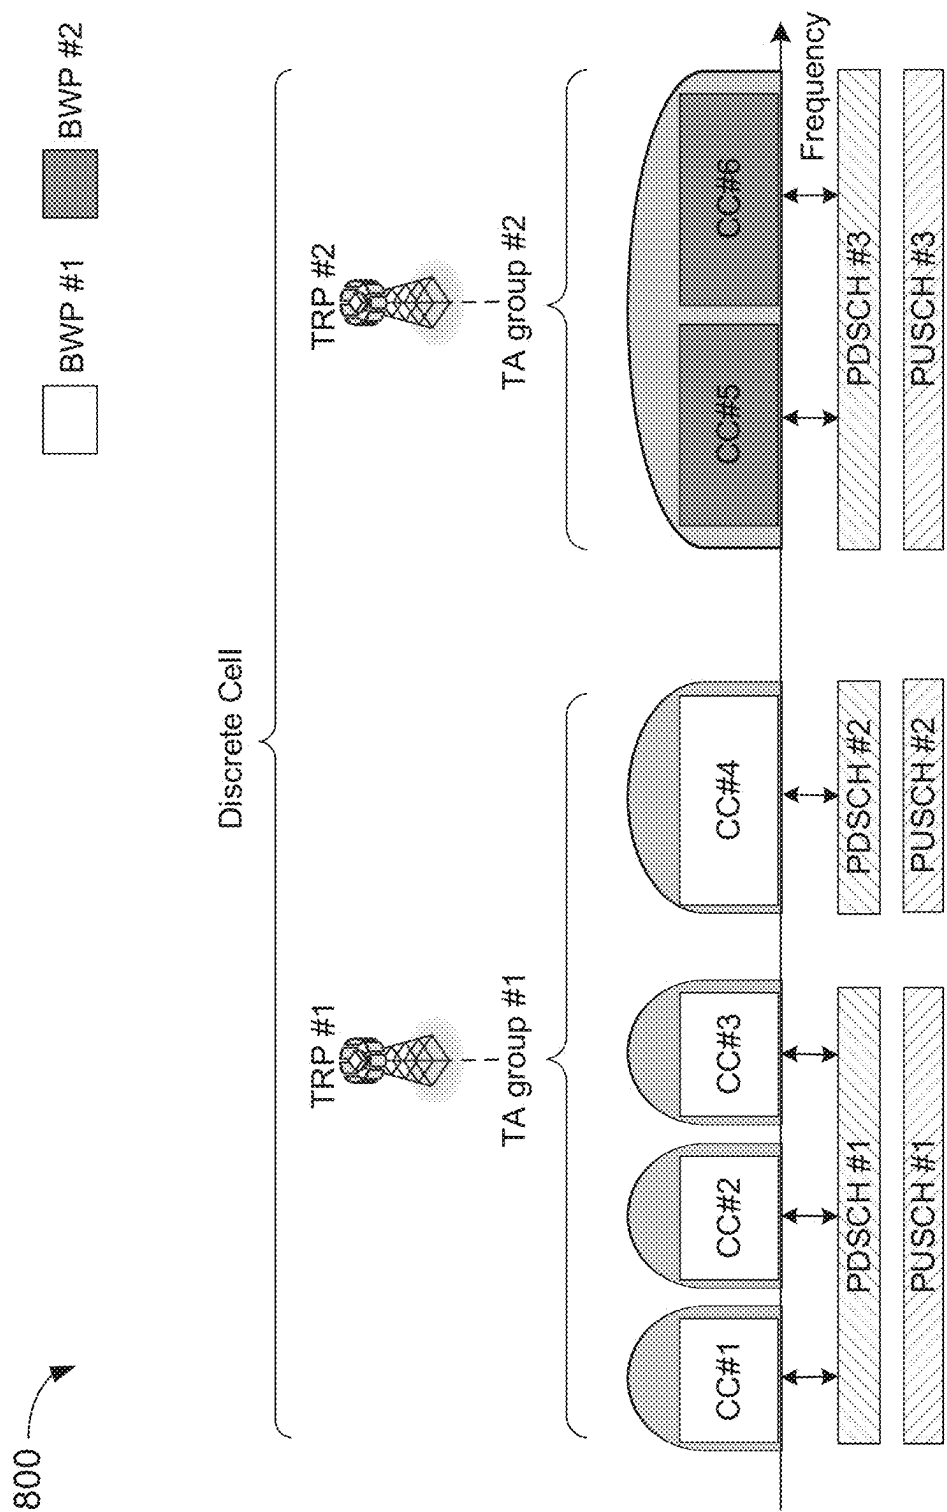 800
BWP #1
BWP #2
Discrete Cell
TRP #1
TRP #2
TA group #1
TA group #2
CC#1
CC#2
CC#3
CC#4
CC#5
CC#6
Frequency
PDSCH #1
PDSCH #2
PDSCH #3
PUSCH #1
PUSCH #2
PUSCH #3